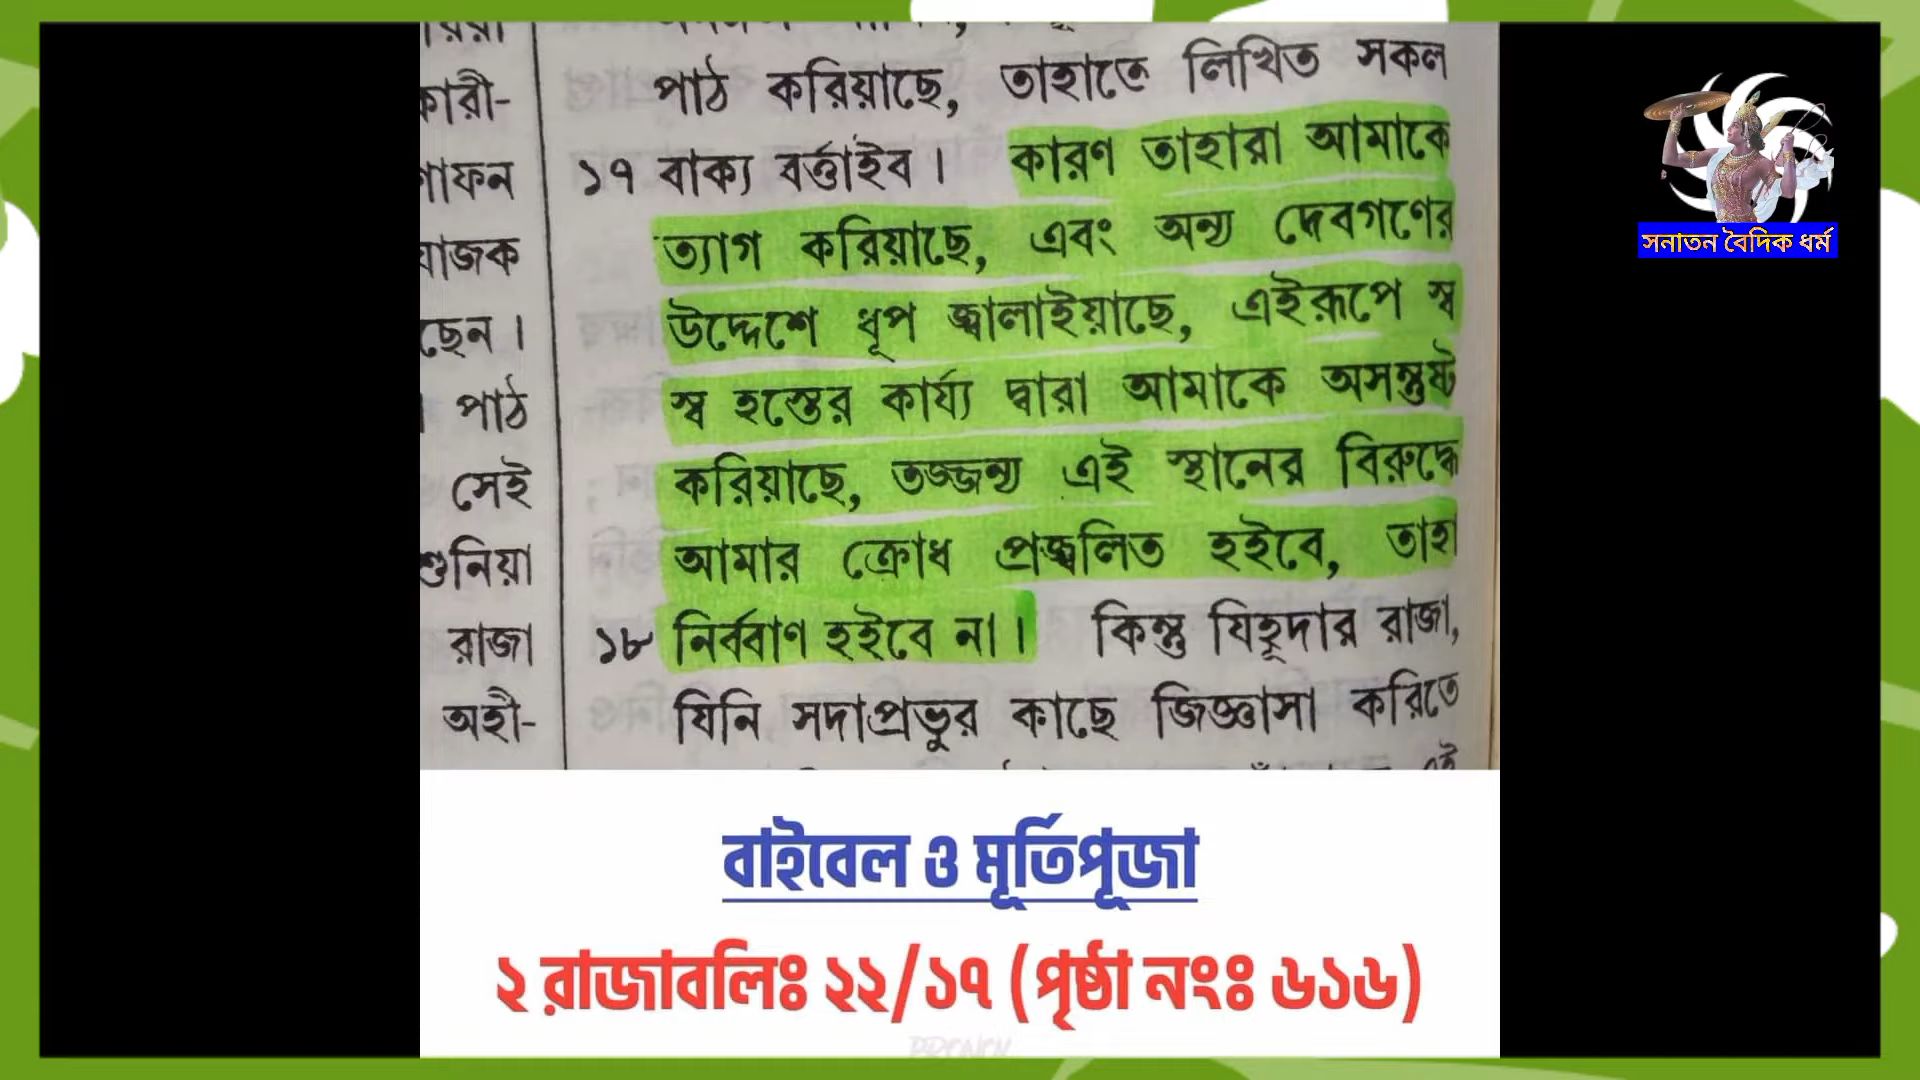 পাঠ করিয়াছে, তাহাতে লিখিত সকল
১৭ বাক্য বর্ত্তাইব। কারণ তাহারা আমাকে
ত্যাগ করিয়াছে, এবং অন্য দেবগণের
উদ্দেশে ধূপ জ্বালাইয়াছে, এইরূপে স্ব
স্ব হস্তের কার্য্য দ্বারা আমাকে অসন্তুষ্ট
করিয়াছে, তজ্জন্য এই স্থানের বিরুদ্ধে
আমার ক্রোধ প্রজ্বলিত হইবে, তাহা
১৮ নির্ব্বাণ হইবে না। কিন্তু যিহূদার রাজা,
যিনি সদাপ্রভুর কাছে জিজ্ঞাসা করিতে
যাজক
ছেন।
পাঠ
সেই
শুনিয়া
রাজা
অহী-
সনাতন বৈদিক ধর্ম
বাইবেল ও মূর্তিপূজা
২ রাজাবলিঃ ২২/১৭ (পৃষ্ঠা নংঃ ৬১৬)